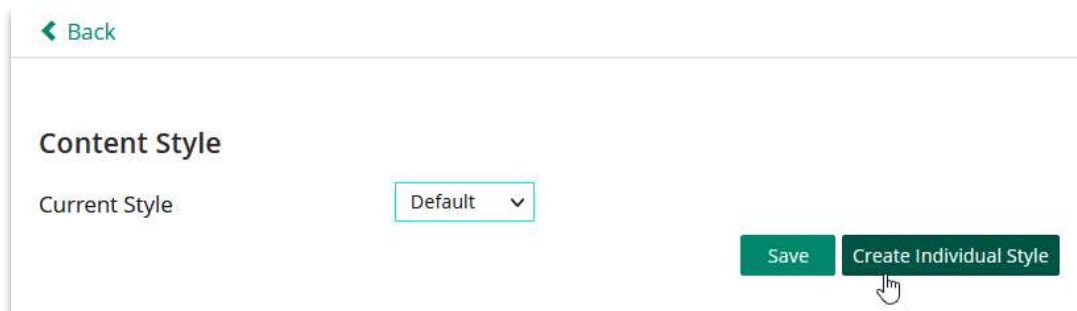 Back
Content Style
Current Style Default
Save Create Individual Style